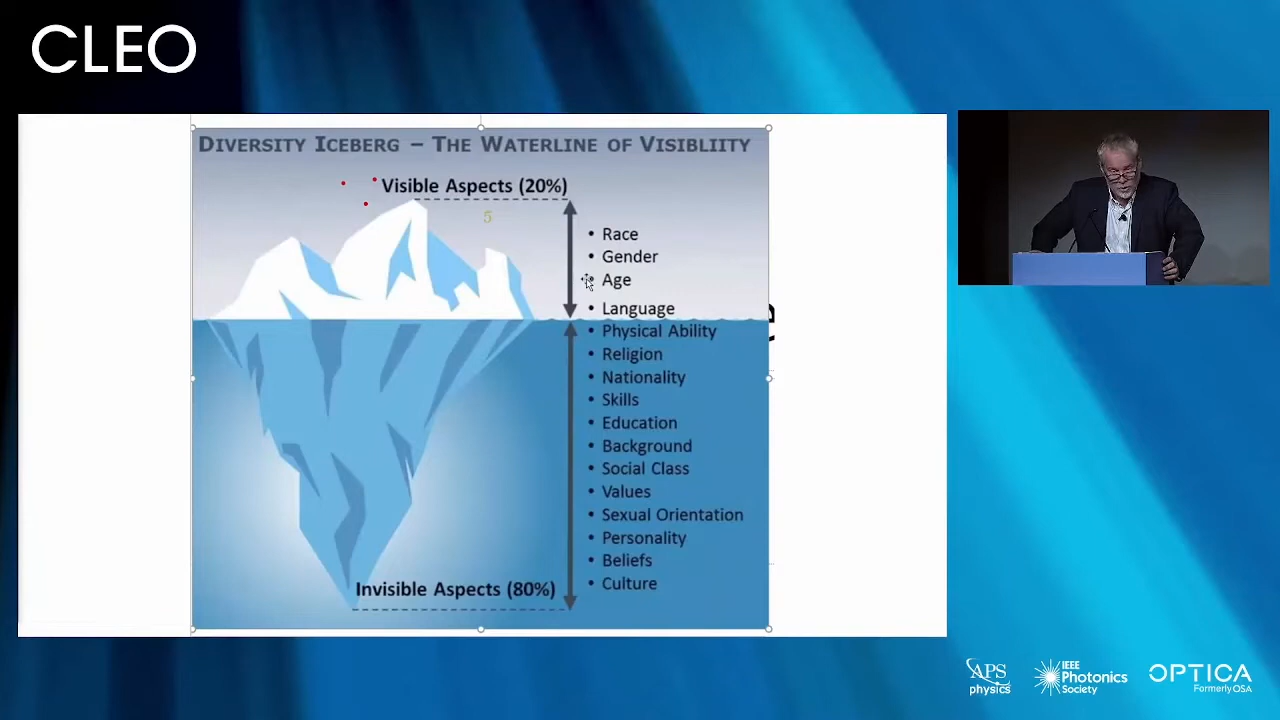 CLEO
DIVERSITY ICEBERG – THE WATERLINE OF VISIBLIITY
Visible Aspects (20%)
5
• Race
• Gender
• Age
• Language
• Physical Ability
• Religion
• Nationality
• Skills
• Education
• Background
• Social Class
• Values
• Sexual Orientation
• Personality
• Beliefs
• Culture
Invisible Aspects (80%)
APS
physics
IEEE
Photonics
Society
OPTICA
Formerly OSA